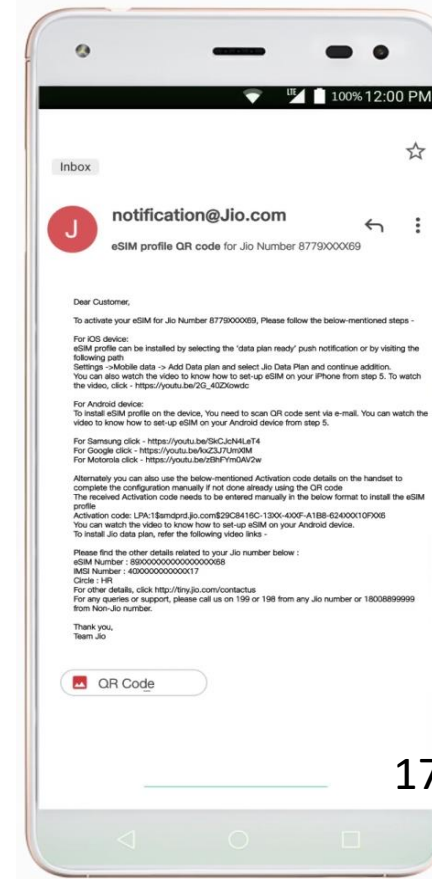 LTE 100% 12:00 PM
Inbox
J
notification@Jio.com
eSIM profile QR code for Jio Number 8779XXXX69
Dear Customer,
To activate your eSIM for Jio Number 8779XXXX69, Please follow the below-mentioned steps -
For iOS device:
eSIM profile can be installed by selecting the 'data plan ready' push notification or by visiting the
following path
Settings ->Mobile data -> Add Data plan and select Jio Data Plan and continue addition.
You can also watch the video to know how to set-up eSIM on your iPhone from step 5. To watch
the video, click - https://youtu.be/2G_40ZXowdc
For Android device:
To install eSIM profile on the device, You need to scan QR code sent via e-mail. You can watch the
video to know how to set-up eSIM on your Android device from step 5.
For Samsung click - https://youtu.be/SkCJcN4LeT4
For Google click - https://youtu.be/kxZ3J7UmXlM
For Motorola click - https://youtu.be/zBhFYm0AV2w
Alternately you can also use the below-mentioned Activation code details on the handset to
complete the configuration manually if not done already using the QR code
The received Activation code needs to be entered manually in the below format to install the eSIM
profile
Activation code: LPA:1$smdprd.jio.com$29C8416C-13XX-4XXF-A1B8-624XXX10FXX6
You can watch the video to know how to set-up eSIM on your Android device.
To install Jio data plan, refer the following video links -
Please find the other details related to your Jio number below :
eSIM Number : 89XXXXXXXXXXXXXXXX68
IMSI Number : 40XXXXXXXXXXX17
Circle : HR
For other details, click http://tiny.jio.com/contactus
For any queries or support, please call us on 199 or 198 from any Jio number or 18008899999
from Non-Jio number.
Thank you,
Team Jio
QR Code
17